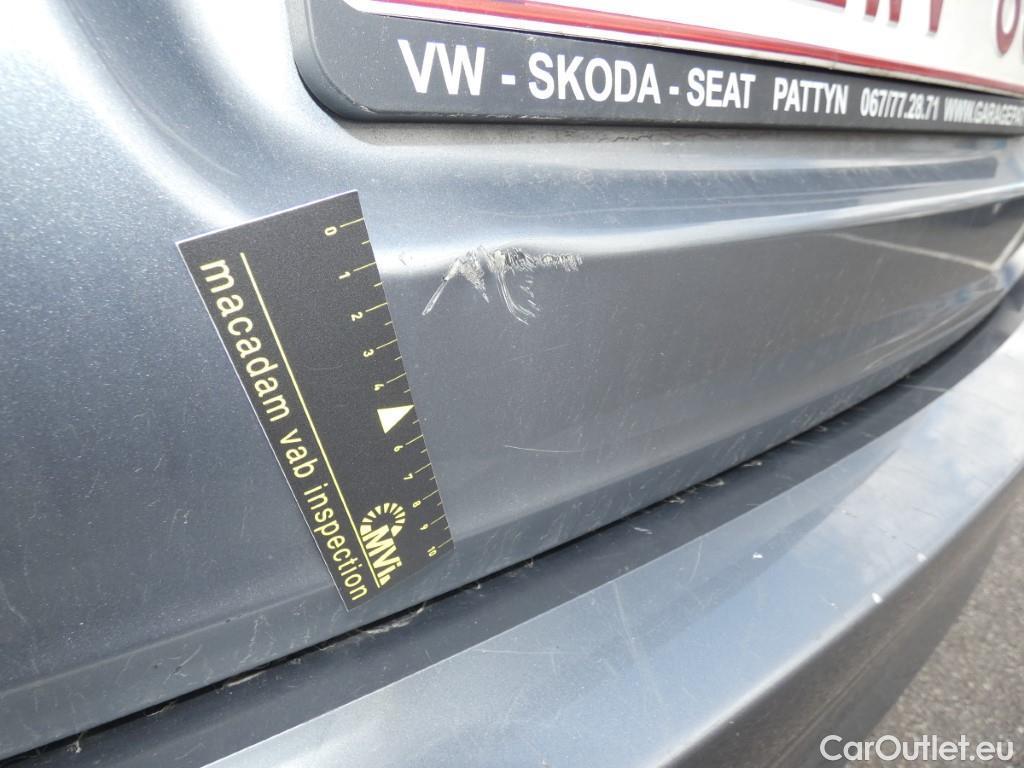 VW - SKODA - SEAT PATTYN 067/77.28.71
0
1
2
3
4
6
7
8
9
10
macadam vab inspection
MVi
CarOutlet.eu